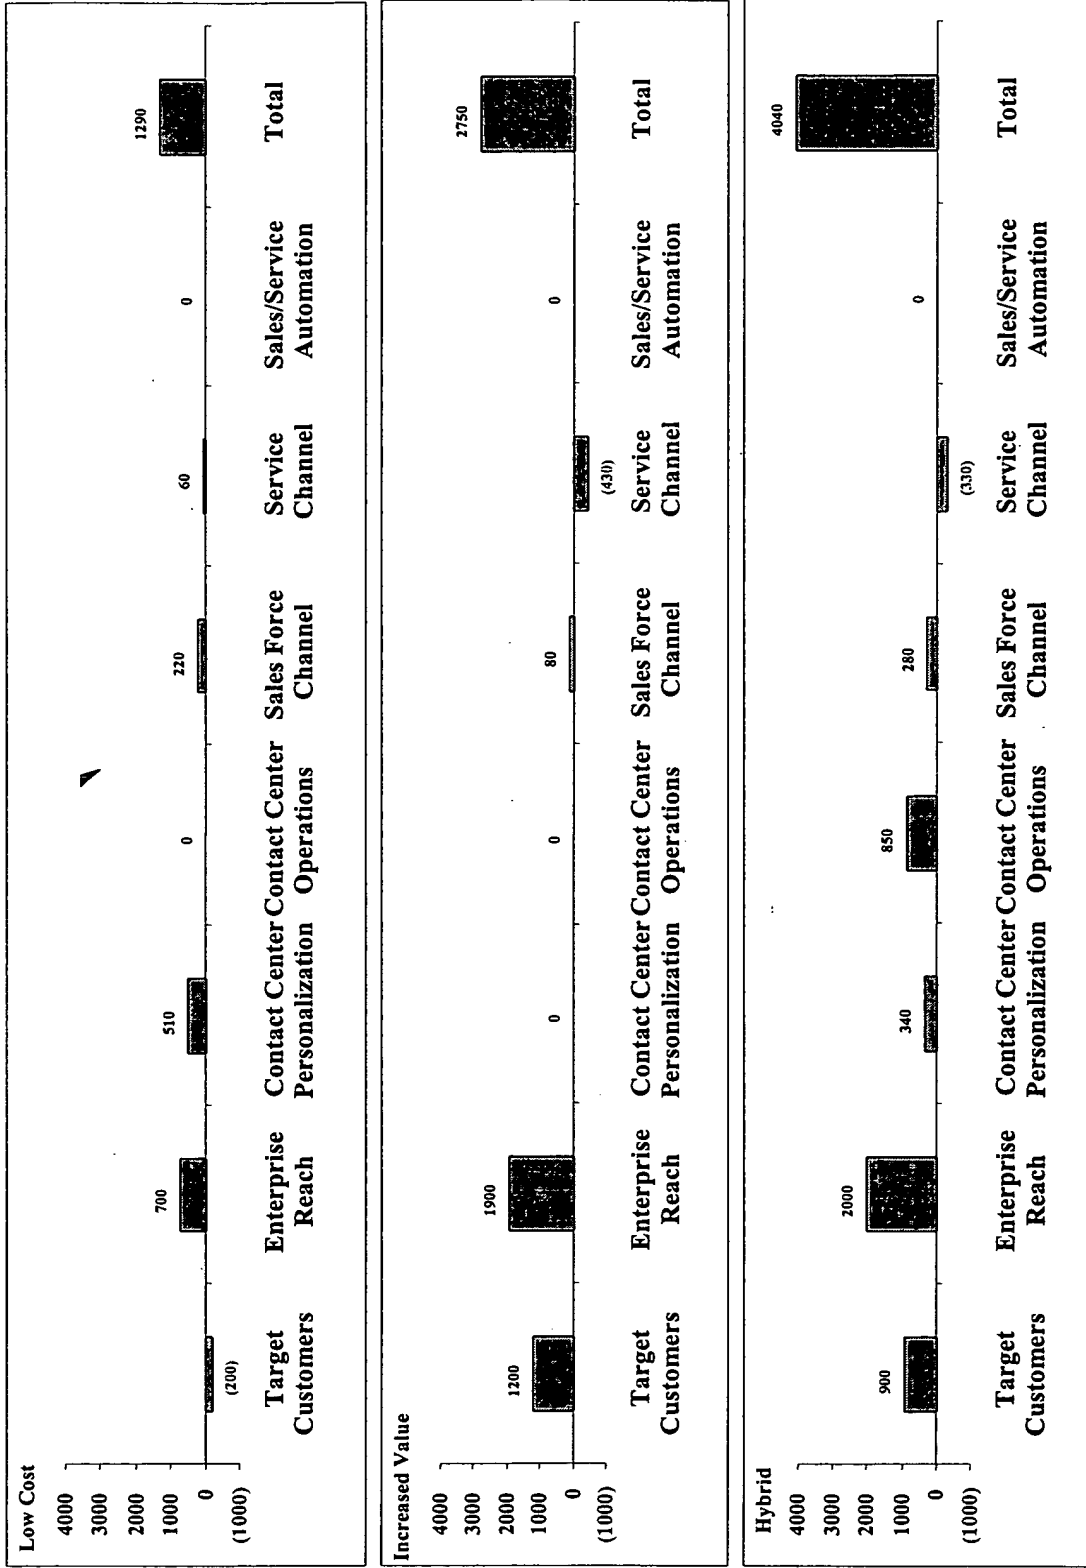 Low Cost
4000
3000
2000
1000
0
(1000)
(200)
700
510
0
220
60
0
1290
Target
Customers
Enterprise
Reach
Contact Center
Personalization
Contact Center
Operations
Sales Force
Channel
Service
Channel
Sales/Service
Automation
Total
Increased Value
4000
3000
2000
1000
0
(1000)
1200
1900
0
0
80
(430)
0
2750
Target
Customers
Enterprise
Reach
Contact Center
Personalization
Contact Center
Operations
Sales Force
Channel
Service
Channel
Sales/Service
Automation
Total
Hybrid
4000
3000
2000
1000
0
(1000)
900
2000
340
850
280
(330)
0
4040
Target
Customers
Enterprise
Reach
Contact Center
Personalization
Contact Center
Operations
Sales Force
Channel
Service
Channel
Sales/Service
Automation
Total